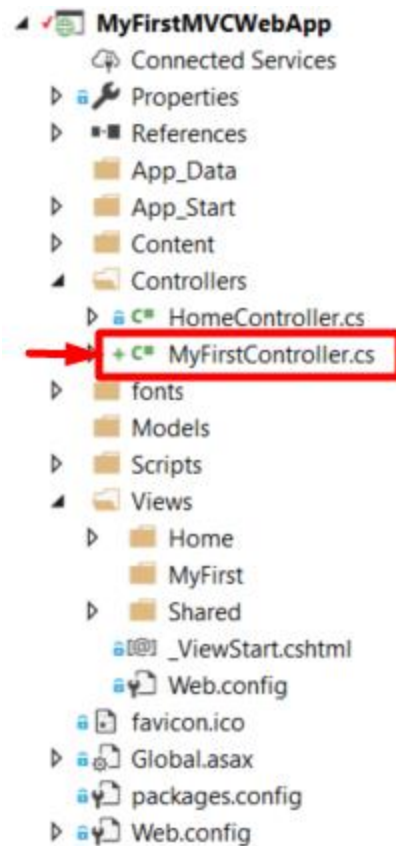 MyFirstMVCWebApp
Connected Services
Properties
References
App_Data
App_Start
Content
Controllers
C# HomeController.cs
C# MyFirstController.cs
fonts
Models
Scripts
Views
Home
MyFirst
Shared
[@] _ViewStart.cshtml
Web.config
favicon.ico
Global.asax
packages.config
Web.config